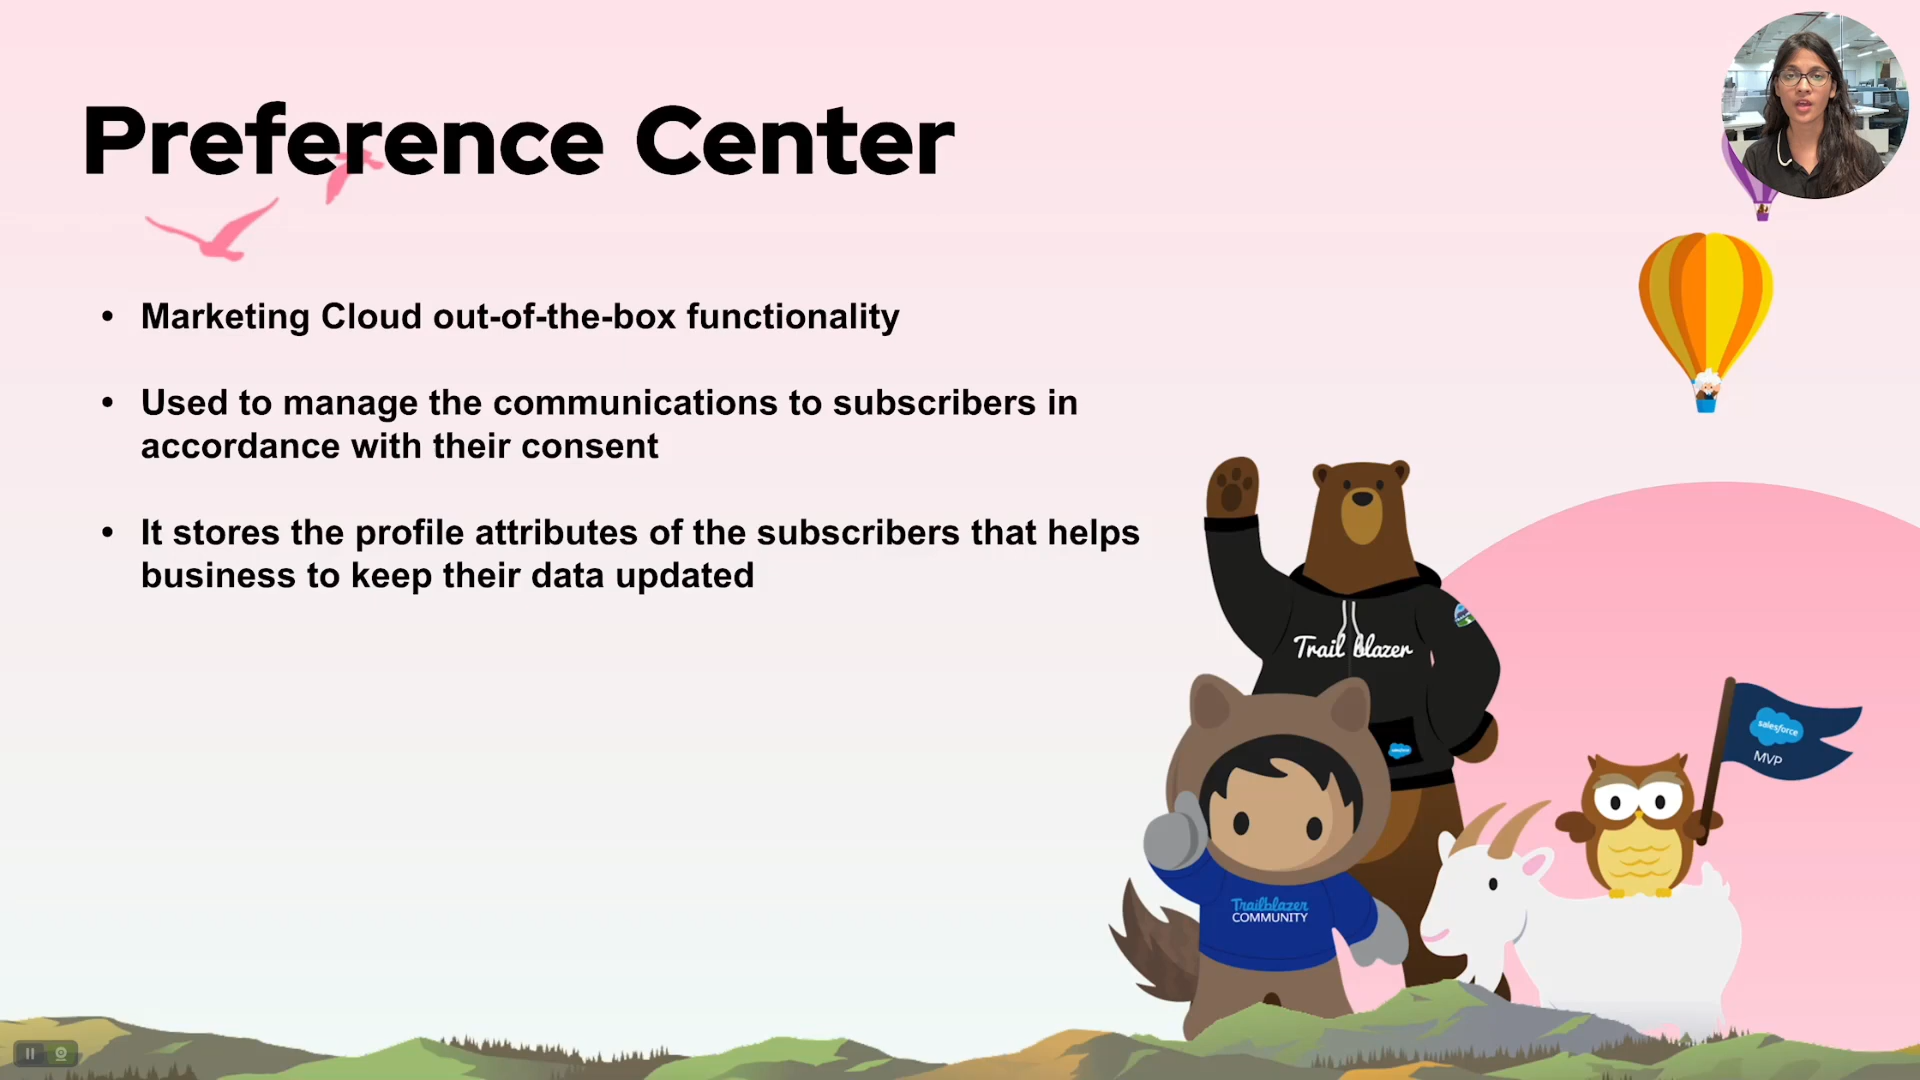 Preference Center
• Marketing Cloud out-of-the-box functionality
• Used to manage the communications to subscribers in
accordance with their consent
• It stores the profile attributes of the subscribers that helps
business to keep their data updated
Trail blazer
salesforce
MVP
Trailblazer
COMMUNITY